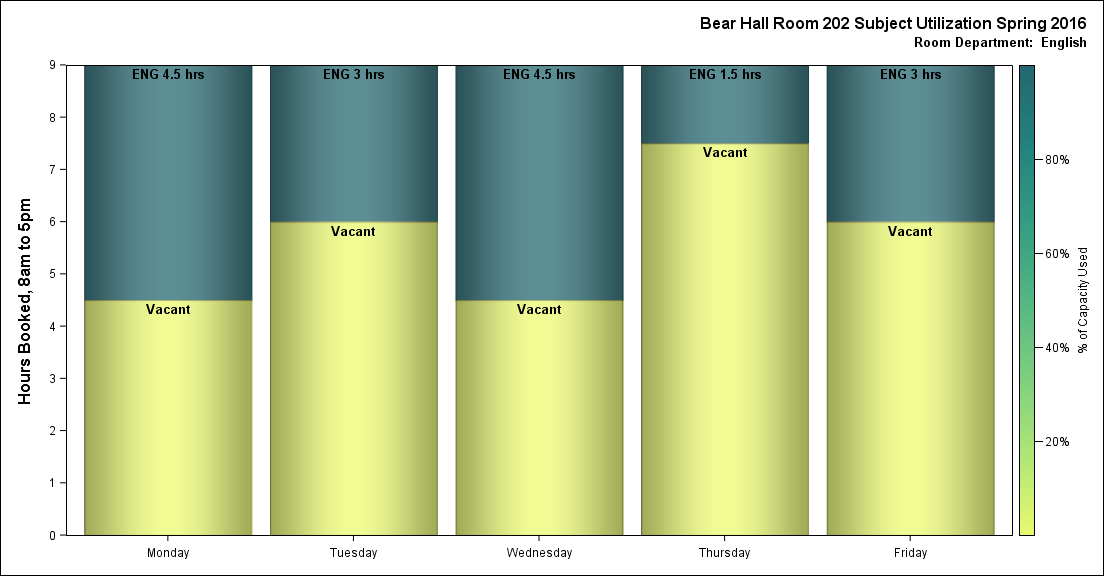 Bear Hall Room 202 Subject Utilization Spring 2016
Room Department:  English
Hours Booked, 8am to 5pm
9
8
7
6
5
4
3
2
1
0
ENG 4.5 hrs
Vacant
ENG 3 hrs
Vacant
ENG 4.5 hrs
Vacant
ENG 1.5 hrs
Vacant
ENG 3 hrs
Vacant
Monday
Tuesday
Wednesday
Thursday
Friday
80%
60%
40%
20%
% of Capacity Used